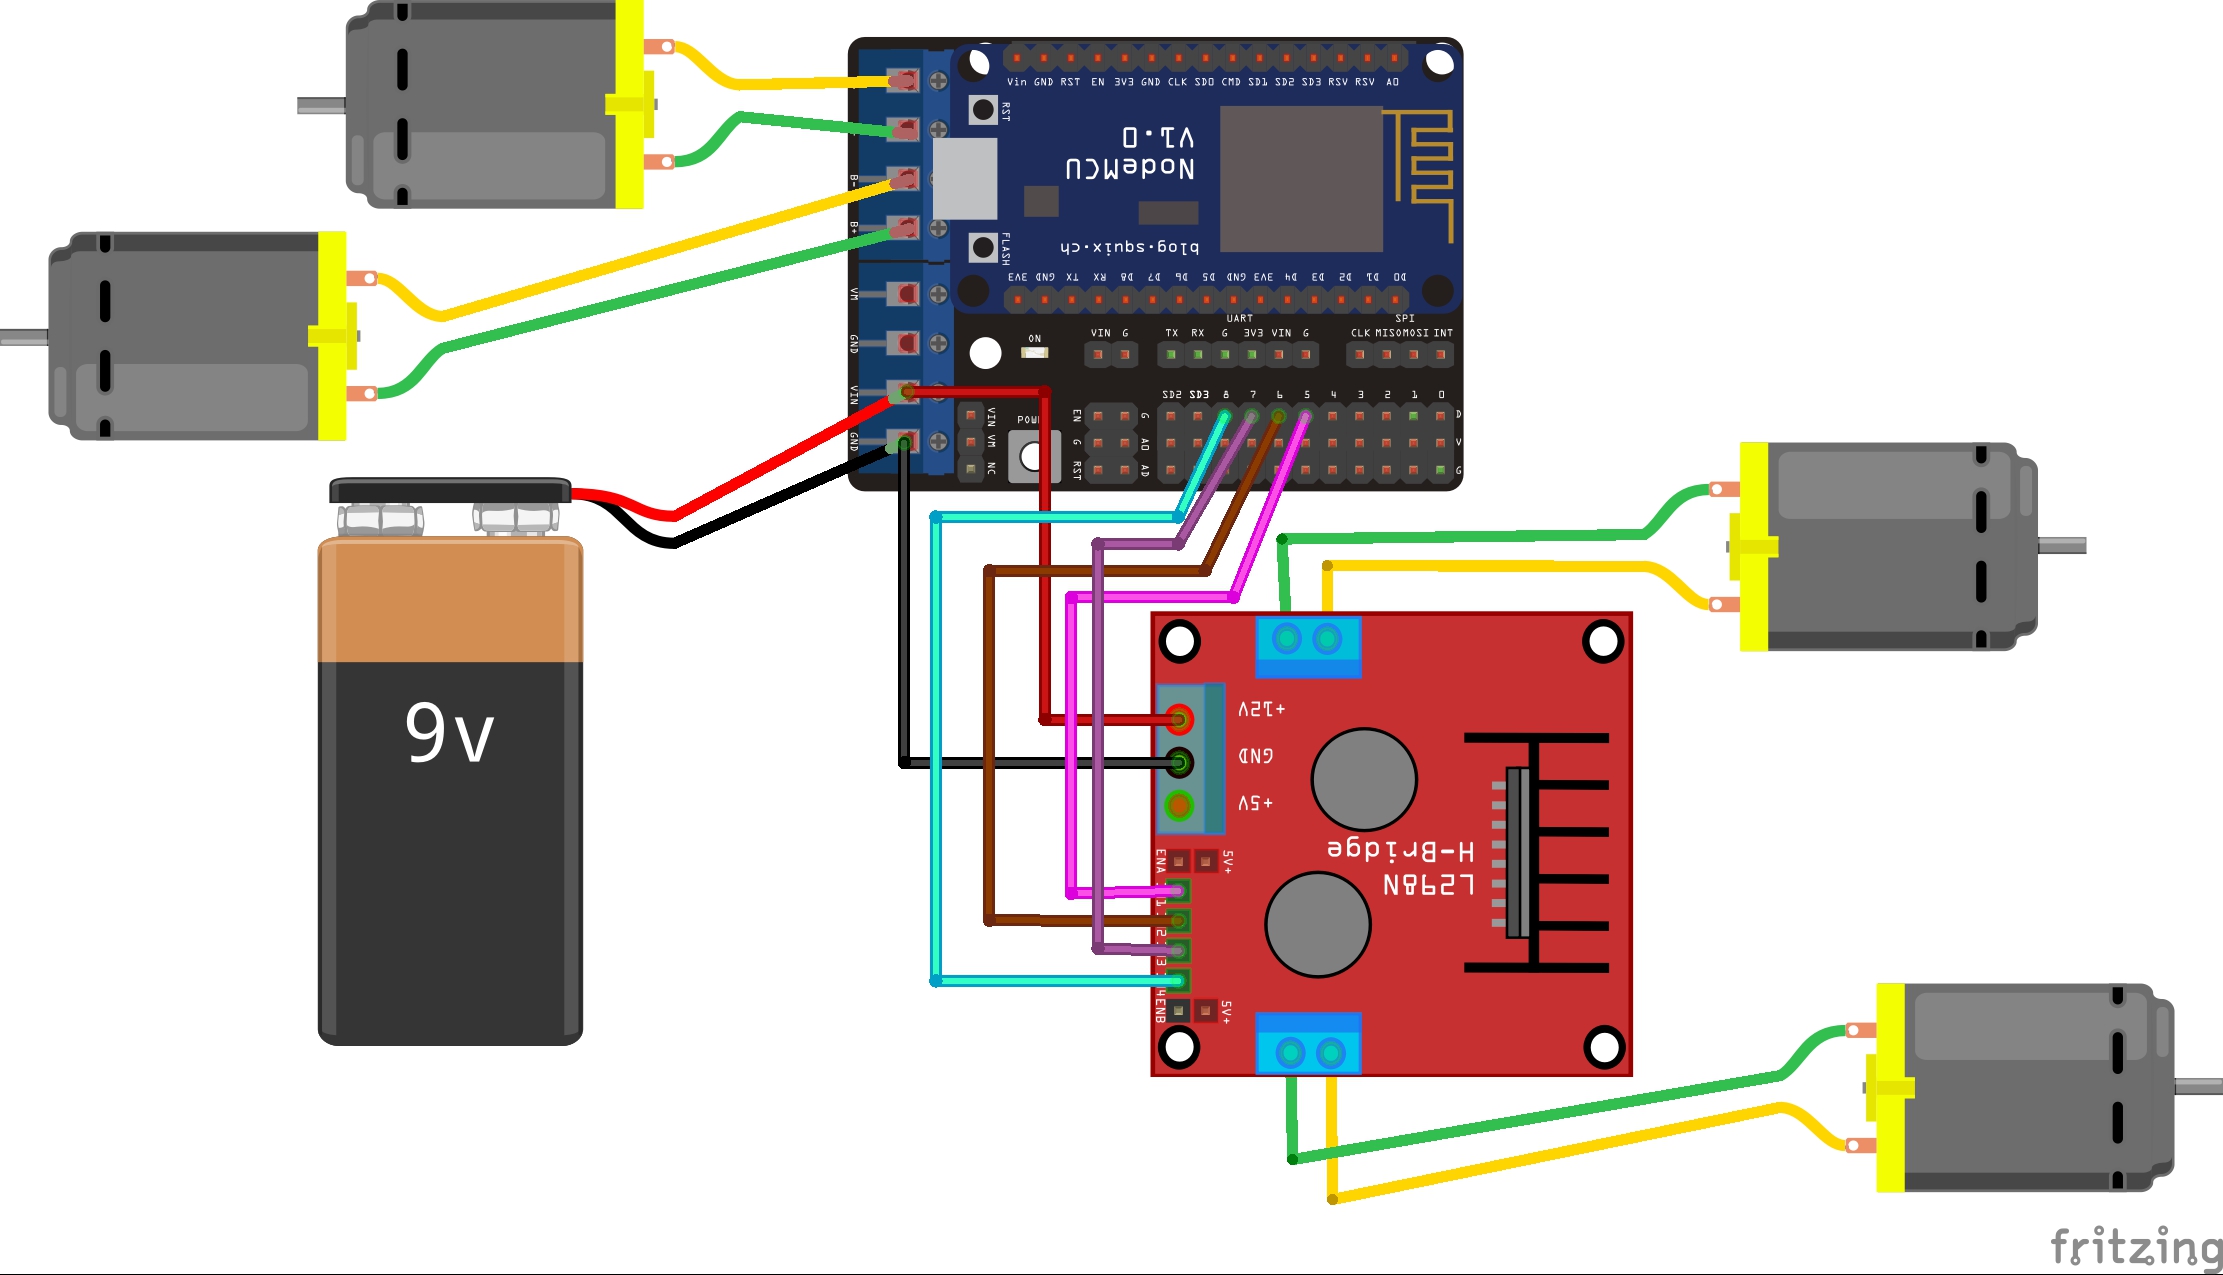 Vin GND RST EN 3V3 GND CLK SD0 CMD SD1 SD2 SD3 RSV RSV A0
RST
NodeMCU
V1.0
FLASH
blog.squix.ch
3V3 GND TX RX D8 D7 D6 D5 GND 3V3 D4 D3 D2 D1 D0
B-
B+
VM
GND
VIN
GND
ON
UART
SPI
VIN G
TX RX G 3V3 VIN G
CLK MISO MOSI INT
SD2 SD3 8 7 6 5 4 3 2 1 0
D
V
G
VIN
VM
NC
EN
G
RST
G
A0
AD
9v
+12V
GND
+5V
ENA
5V+
L298N
H-Bridge
ENB
5V+
fritzing